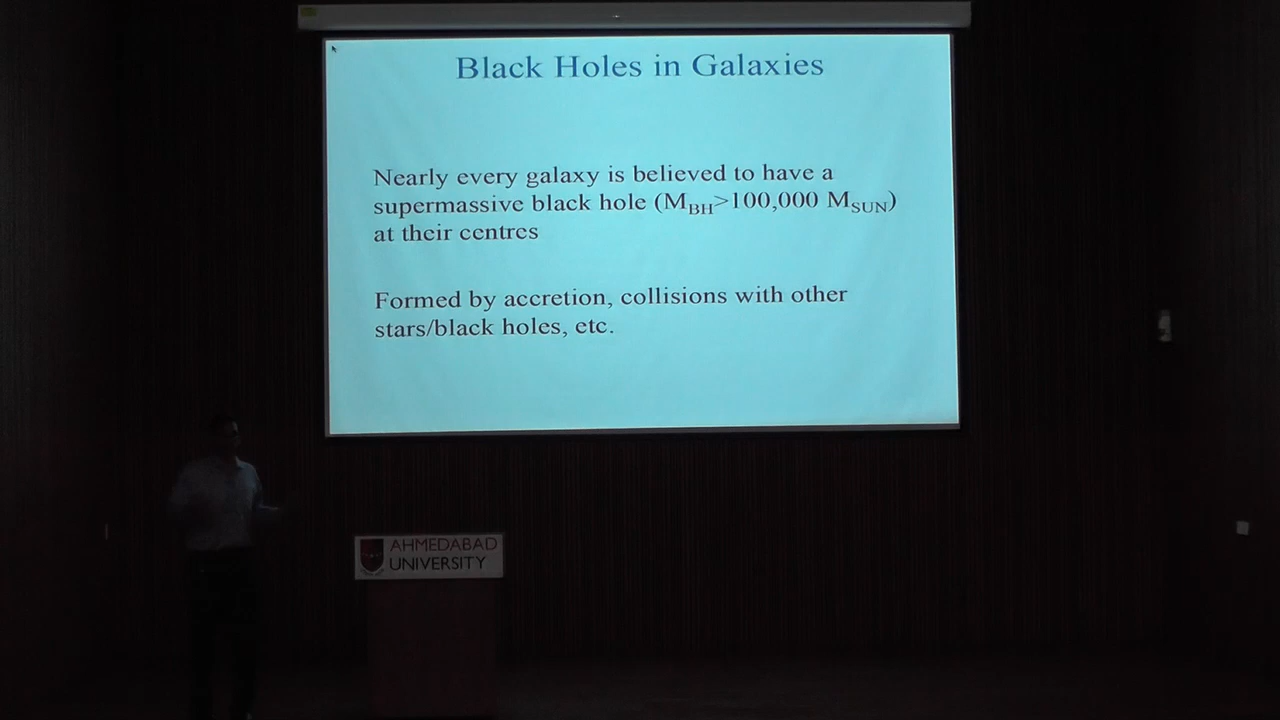 Black Holes in Galaxies
Nearly every galaxy is believed to have a
supermassive black hole (M_BH>100,000 M_SUN)
at their centres
Formed by accretion, collisions with other
stars/black holes, etc.
AHMEDABAD
UNIVERSITY